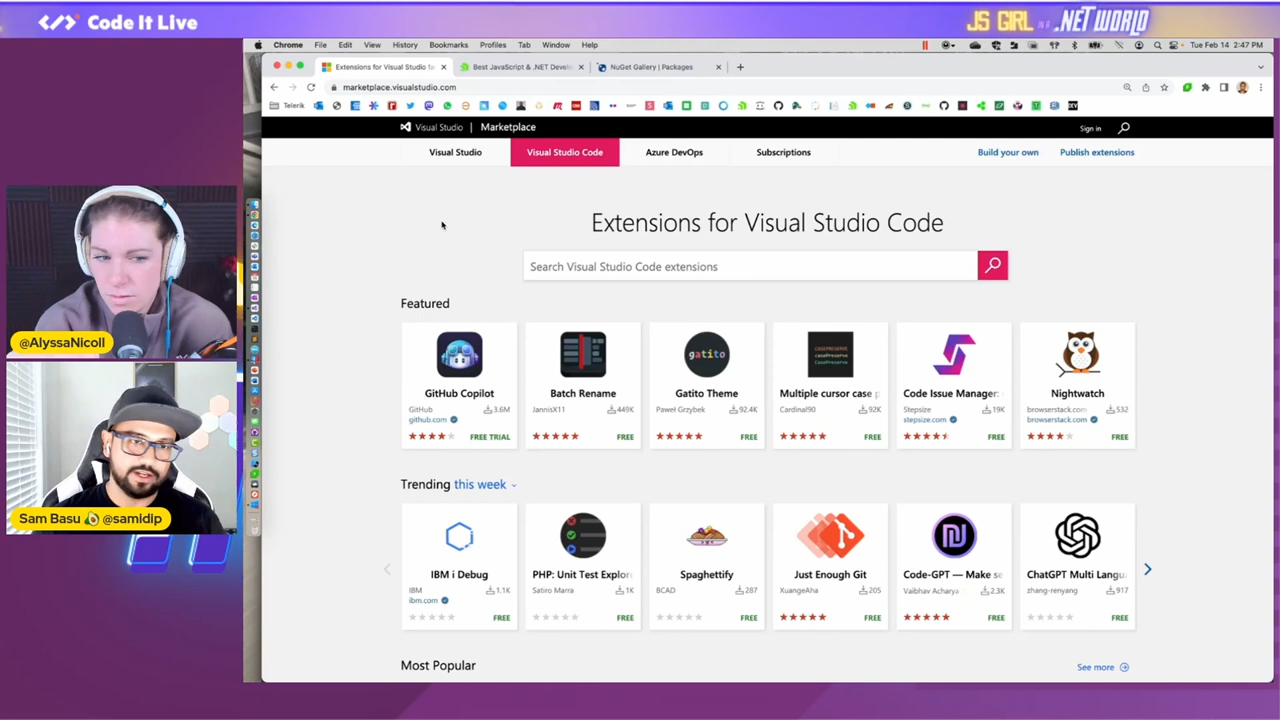 </> Code It Live
JS GIRL IN A .NET WORLD
Chrome File Edit View History Bookmarks Profiles Tab Window Help
Tue Feb 14 2:47 PM
Extensions for Visual Studio fa
Best JavaScript & .NET Develo
NuGet Gallery | Packages
marketplace.visualstudio.com
Telerik
Visual Studio | Marketplace
Sign in
Visual Studio
Visual Studio Code
Azure DevOps
Subscriptions
Build your own
Publish extensions
Extensions for Visual Studio Code
Search Visual Studio Code extensions
Featured
GitHub Copilot
GitHub 3.6M
github.com
FREE TRIAL
Batch Rename
JannisX11 449K
FREE
gatito
Gatito Theme
Paweł Grzybek 92.4K
FREE
CASEPRESERVE
casePreserve
CasePreserve
Multiple cursor case p
Cardinal90 92K
FREE
Code Issue Manager:
Stepsize 19K
stepsize.com
FREE
Nightwatch
browserstack.com 532
browserstack.com
FREE
Trending this week
IBM i Debug
IBM 1.1K
ibm.com
FREE
PHP: Unit Test Explor
Satiro Marra 1K
FREE
Spaghettify
BCAD 287
FREE
Just Enough Git
XuangeAha 205
FREE
Code-GPT — Make se
Vaibhav Acharya 2.3K
FREE
ChatGPT Multi Langu
zhang-renyang 917
FREE
Most Popular
See more
@AlyssaNicoll
Sam Basu 🥑 @samidip